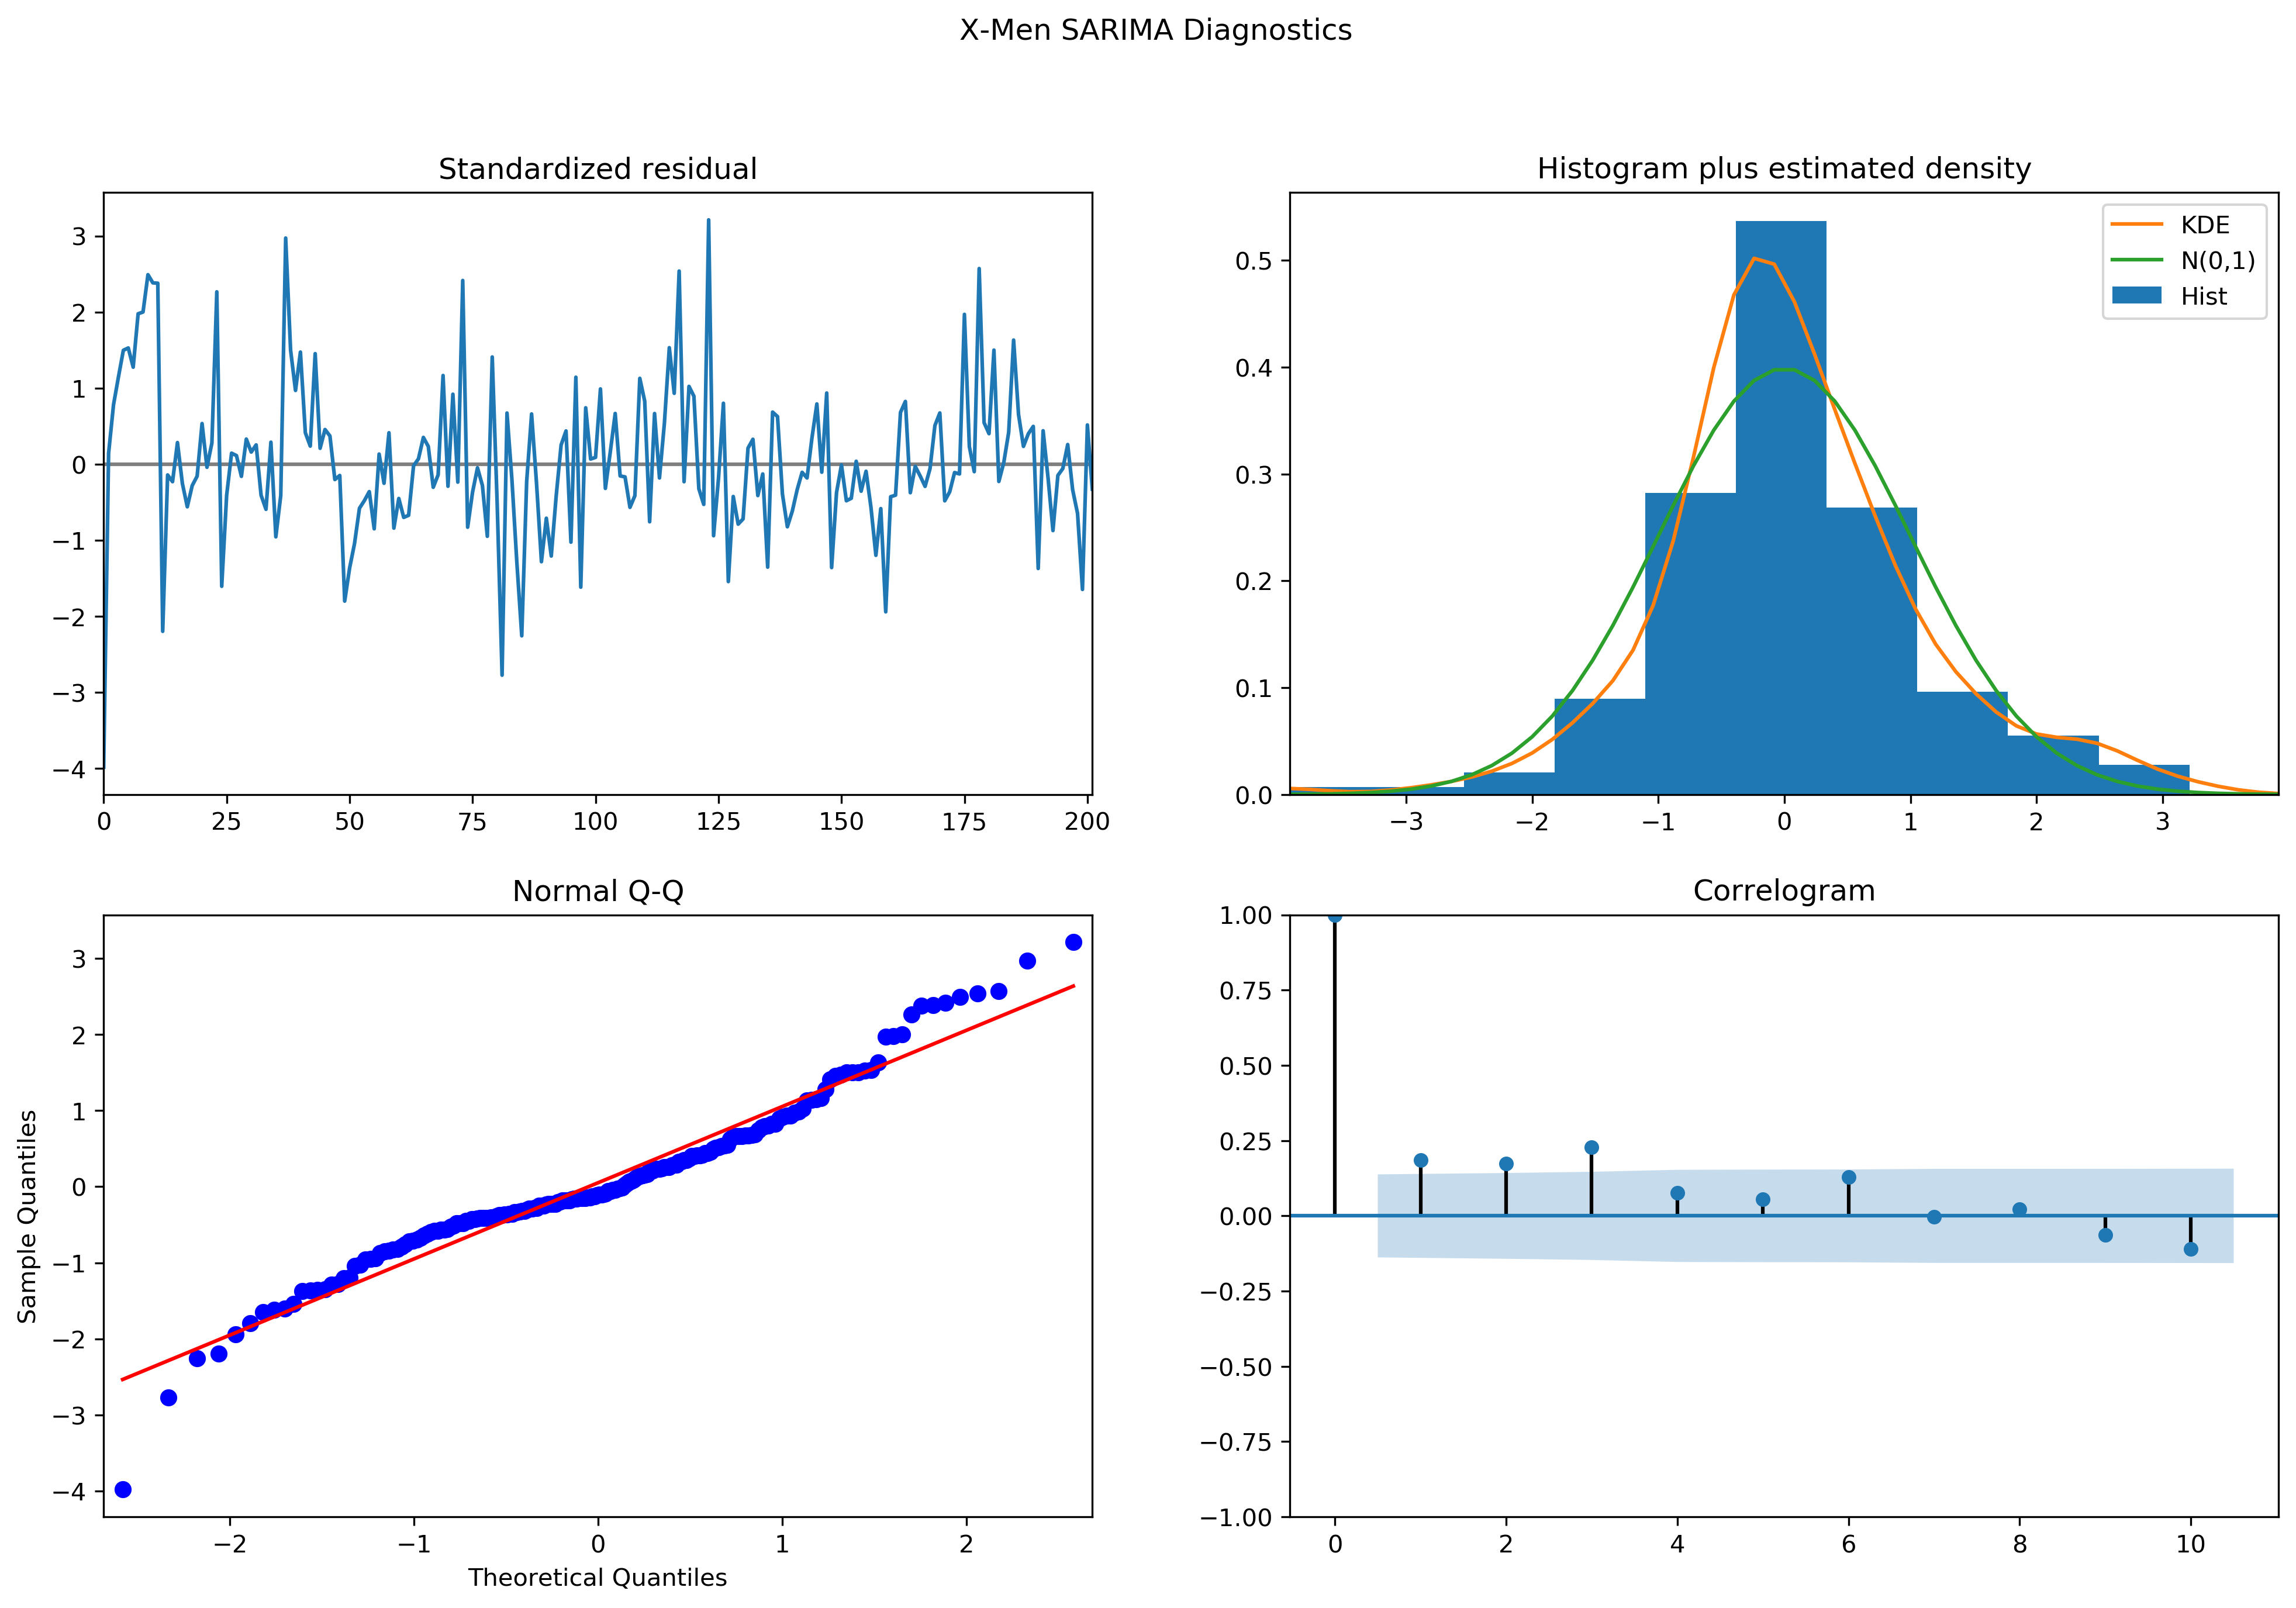 X-Men SARIMA Diagnostics
Standardized residual
3
2
1
0
−1
−2
−3
−4
0 25 50 75 100 125 150 175 200
Histogram plus estimated density
KDE
N(0,1)
Hist
0.5
0.4
0.3
0.2
0.1
0.0
−3 −2 −1 0 1 2 3
Normal Q-Q
Sample Quantiles
3
2
1
0
−1
−2
−3
−4
−2 −1 0 1 2
Theoretical Quantiles
Correlogram
1.00
0.75
0.50
0.25
0.00
−0.25
−0.50
−0.75
−1.00
0 2 4 6 8 10